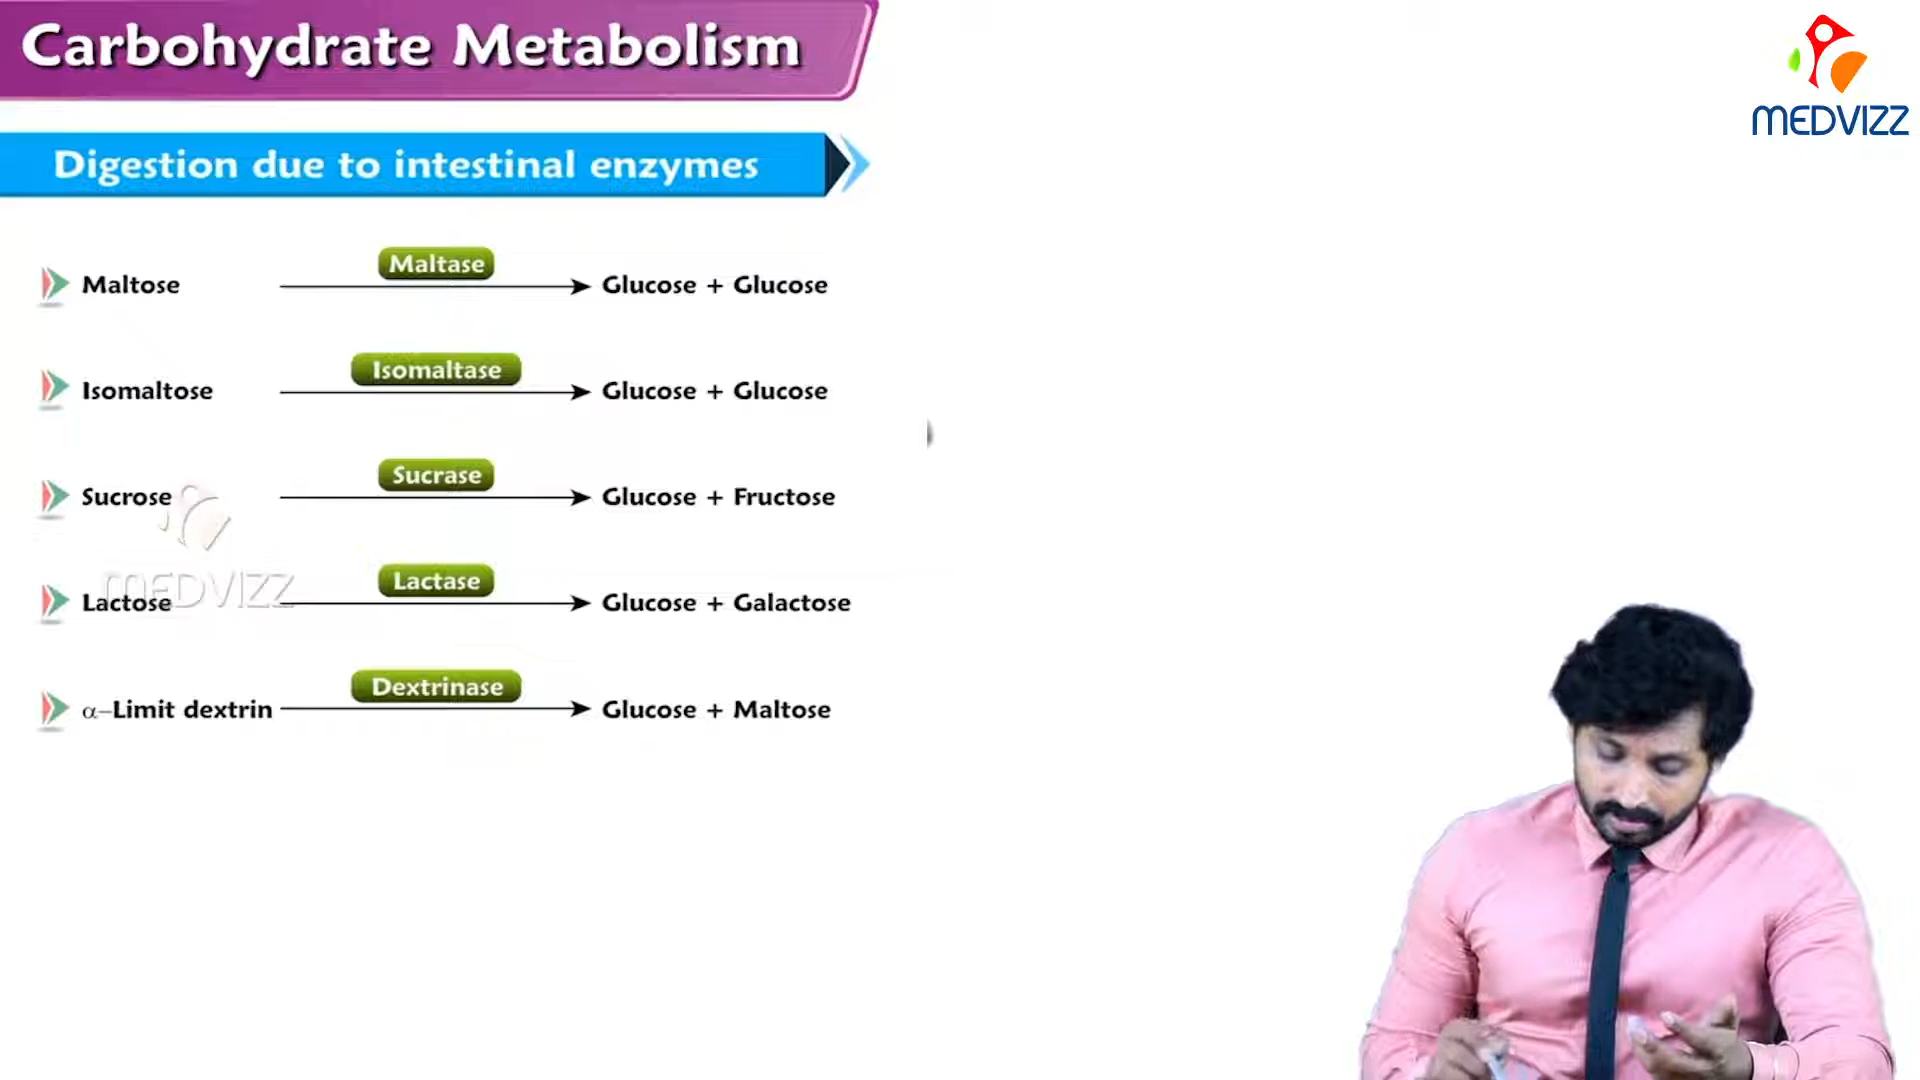 Carbohydrate Metabolism
MEDVIZZ
Digestion due to intestinal enzymes
Maltose Maltase Glucose + Glucose
Isomaltose Isomaltase Glucose + Glucose
Sucrose Sucrase Glucose + Fructose
MEDVIZZ
Lactose Lactase Glucose + Galactose
α–Limit dextrin Dextrinase Glucose + Maltose